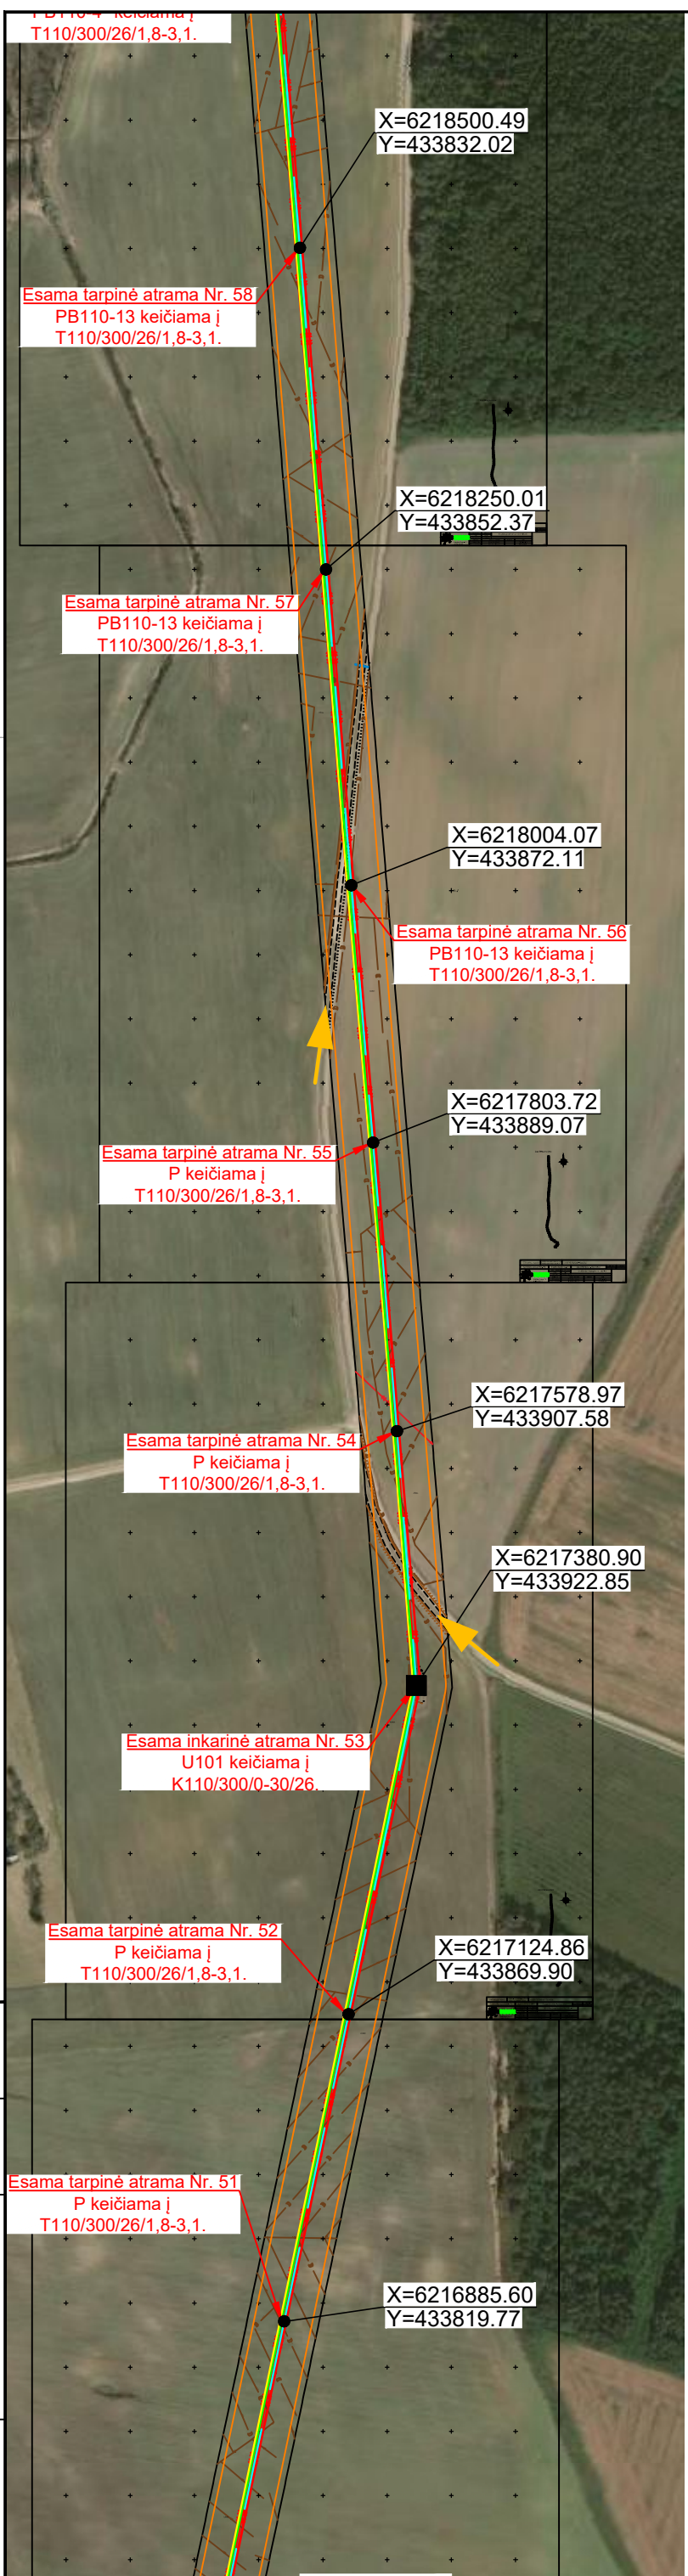 PB110-4 keičiama į
T110/300/26/1,8-3,1.
X=6218500.49
Y=433832.02
Esama tarpinė atrama Nr. 58
PB110-13 keičiama į
T110/300/26/1,8-3,1.
X=6218250.01
Y=433852.37
Esama tarpinė atrama Nr. 57
PB110-13 keičiama į
T110/300/26/1,8-3,1.
X=6218004.07
Y=433872.11
Esama tarpinė atrama Nr. 56
PB110-13 keičiama į
T110/300/26/1,8-3,1.
X=6217803.72
Y=433889.07
Esama tarpinė atrama Nr. 55
P keičiama į
T110/300/26/1,8-3,1.
X=6217578.97
Y=433907.58
Esama tarpinė atrama Nr. 54
P keičiama į
T110/300/26/1,8-3,1.
X=6217380.90
Y=433922.85
Esama inkarinė atrama Nr. 53
U101 keičiama į
K110/300/0-30/26.
Esama tarpinė atrama Nr. 52
P keičiama į
T110/300/26/1,8-3,1.
X=6217124.86
Y=433869.90
Esama tarpinė atrama Nr. 51
P keičiama į
T110/300/26/1,8-3,1.
X=6216885.60
Y=433819.77